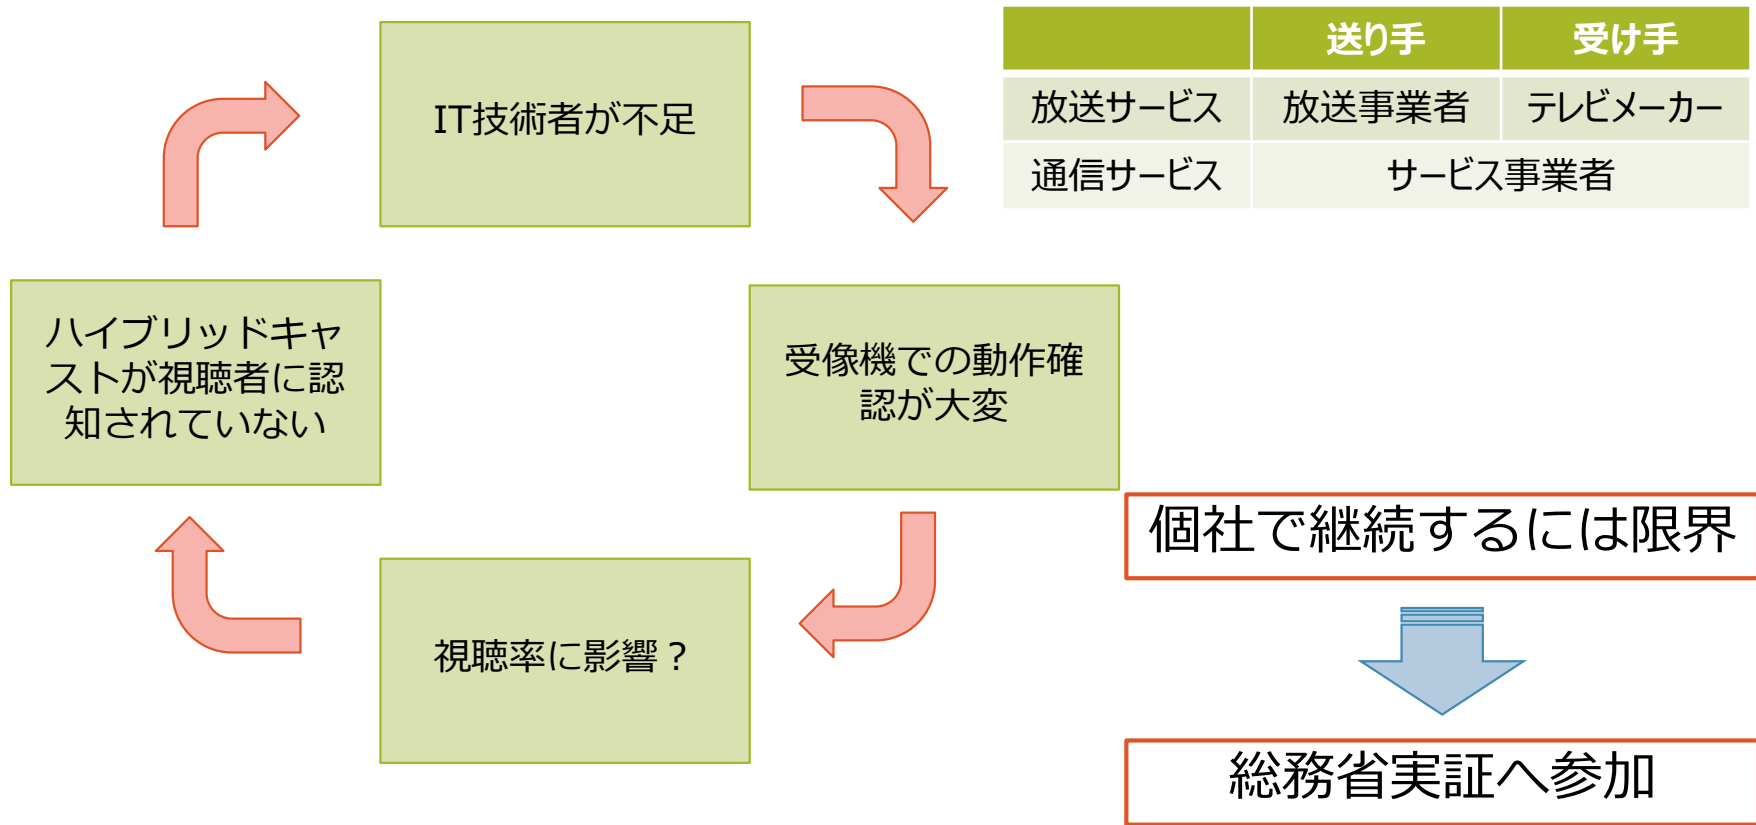 IT技術者が不足
送り手 受け手
放送サービス 放送事業者 テレビメーカー
通信サービス サービス事業者
ハイブリッドキャ
ストが視聴者に認
知されていない
受像機での動作確
認が大変
視聴率に影響？
個社で継続するには限界
総務省実証へ参加